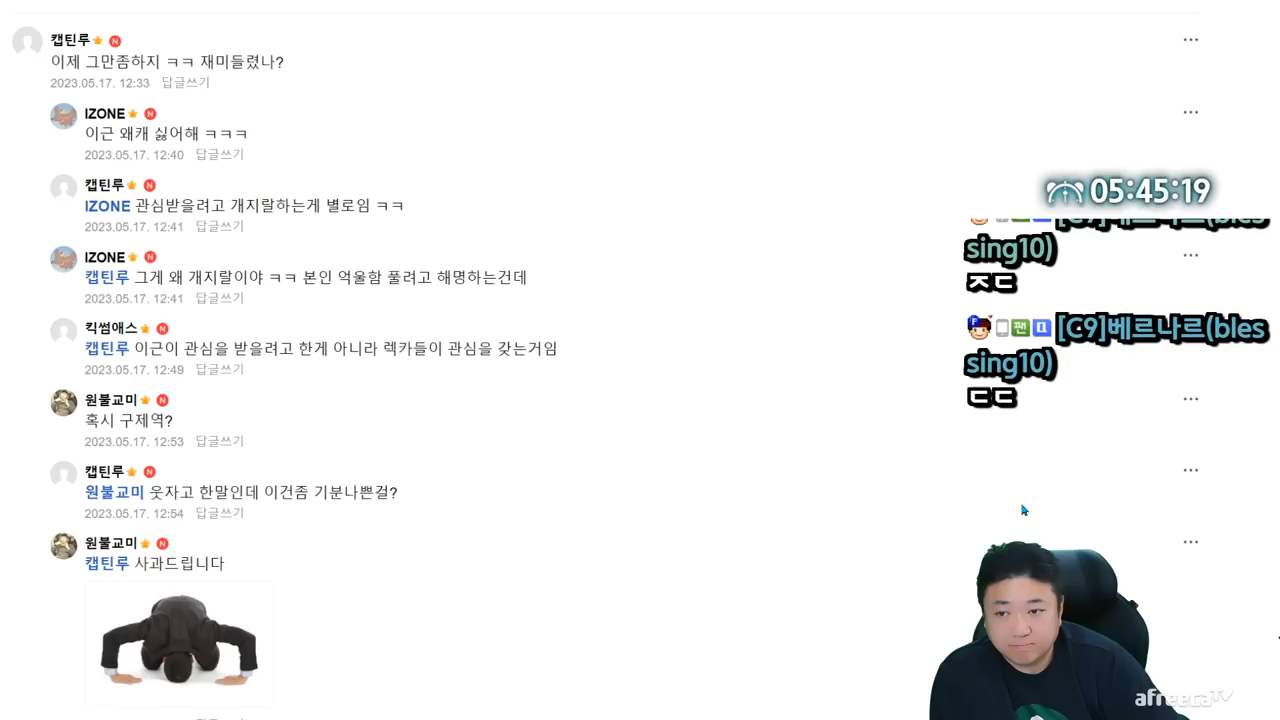 캡틴루 N
이제 그만좀하지 ㅋㅋ 재미들렸나?
2023.05.17. 12:33 답글쓰기
IZONE N
이근 왜캐 싫어해 ㅋㅋㅋ
2023.05.17. 12:40 답글쓰기
캡틴루 N
IZONE 관심받을려고 개지랄하는게 별로임 ㅋㅋ
2023.05.17. 12:41 답글쓰기
IZONE N
캡틴루 그게 왜 개지랄이야 ㅋㅋ 본인 억울함 풀려고 해명하는건데
2023.05.17. 12:41 답글쓰기
킥썸애스 N
캡틴루 이근이 관심을 받을려고 한게 아니라 렉카들이 관심을 갖는거임
2023.05.17. 12:49 답글쓰기
원불교미 N
혹시 구제역?
2023.05.17. 12:53 답글쓰기
캡틴루 N
원불교미 웃자고 한말인데 이건좀 기분나쁜걸?
2023.05.17. 12:54 답글쓰기
원불교미 N
캡틴루 사과드립니다
05:45:19
[C9]베르나르(bles
sing10)
ㅈㄷ
F 팬 [C9]베르나르(bles
sing10)
ㄷㄷ
afreecaTV